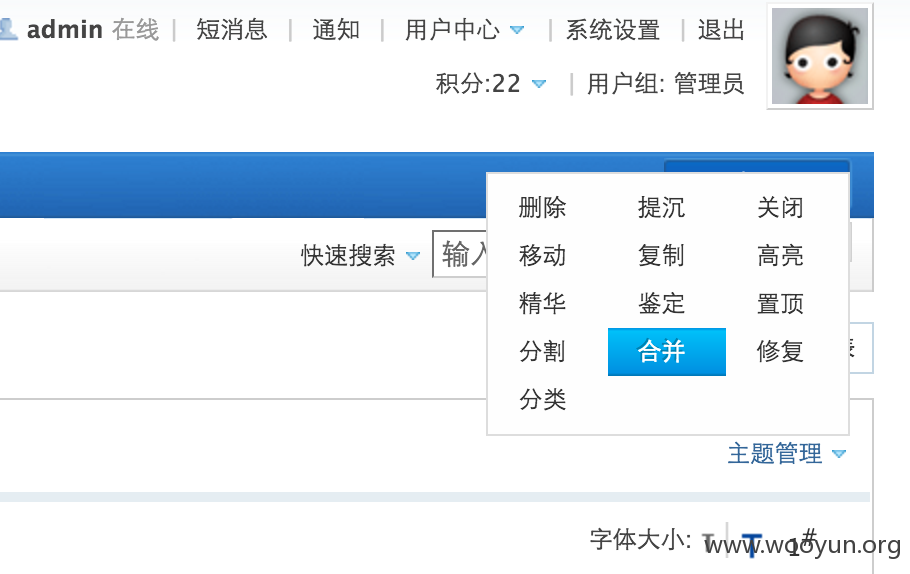 admin 在线 | 短消息 | 通知 | 用户中心 | 系统设置 | 退出
积分:22 | 用户组: 管理员
删除 提沉 关闭
快速搜索 输入 移动 复制 高亮
精华 鉴定 置顶
分割 合并 修复
分类
主题管理
字体大小: T T 1#
www.wooyun.org